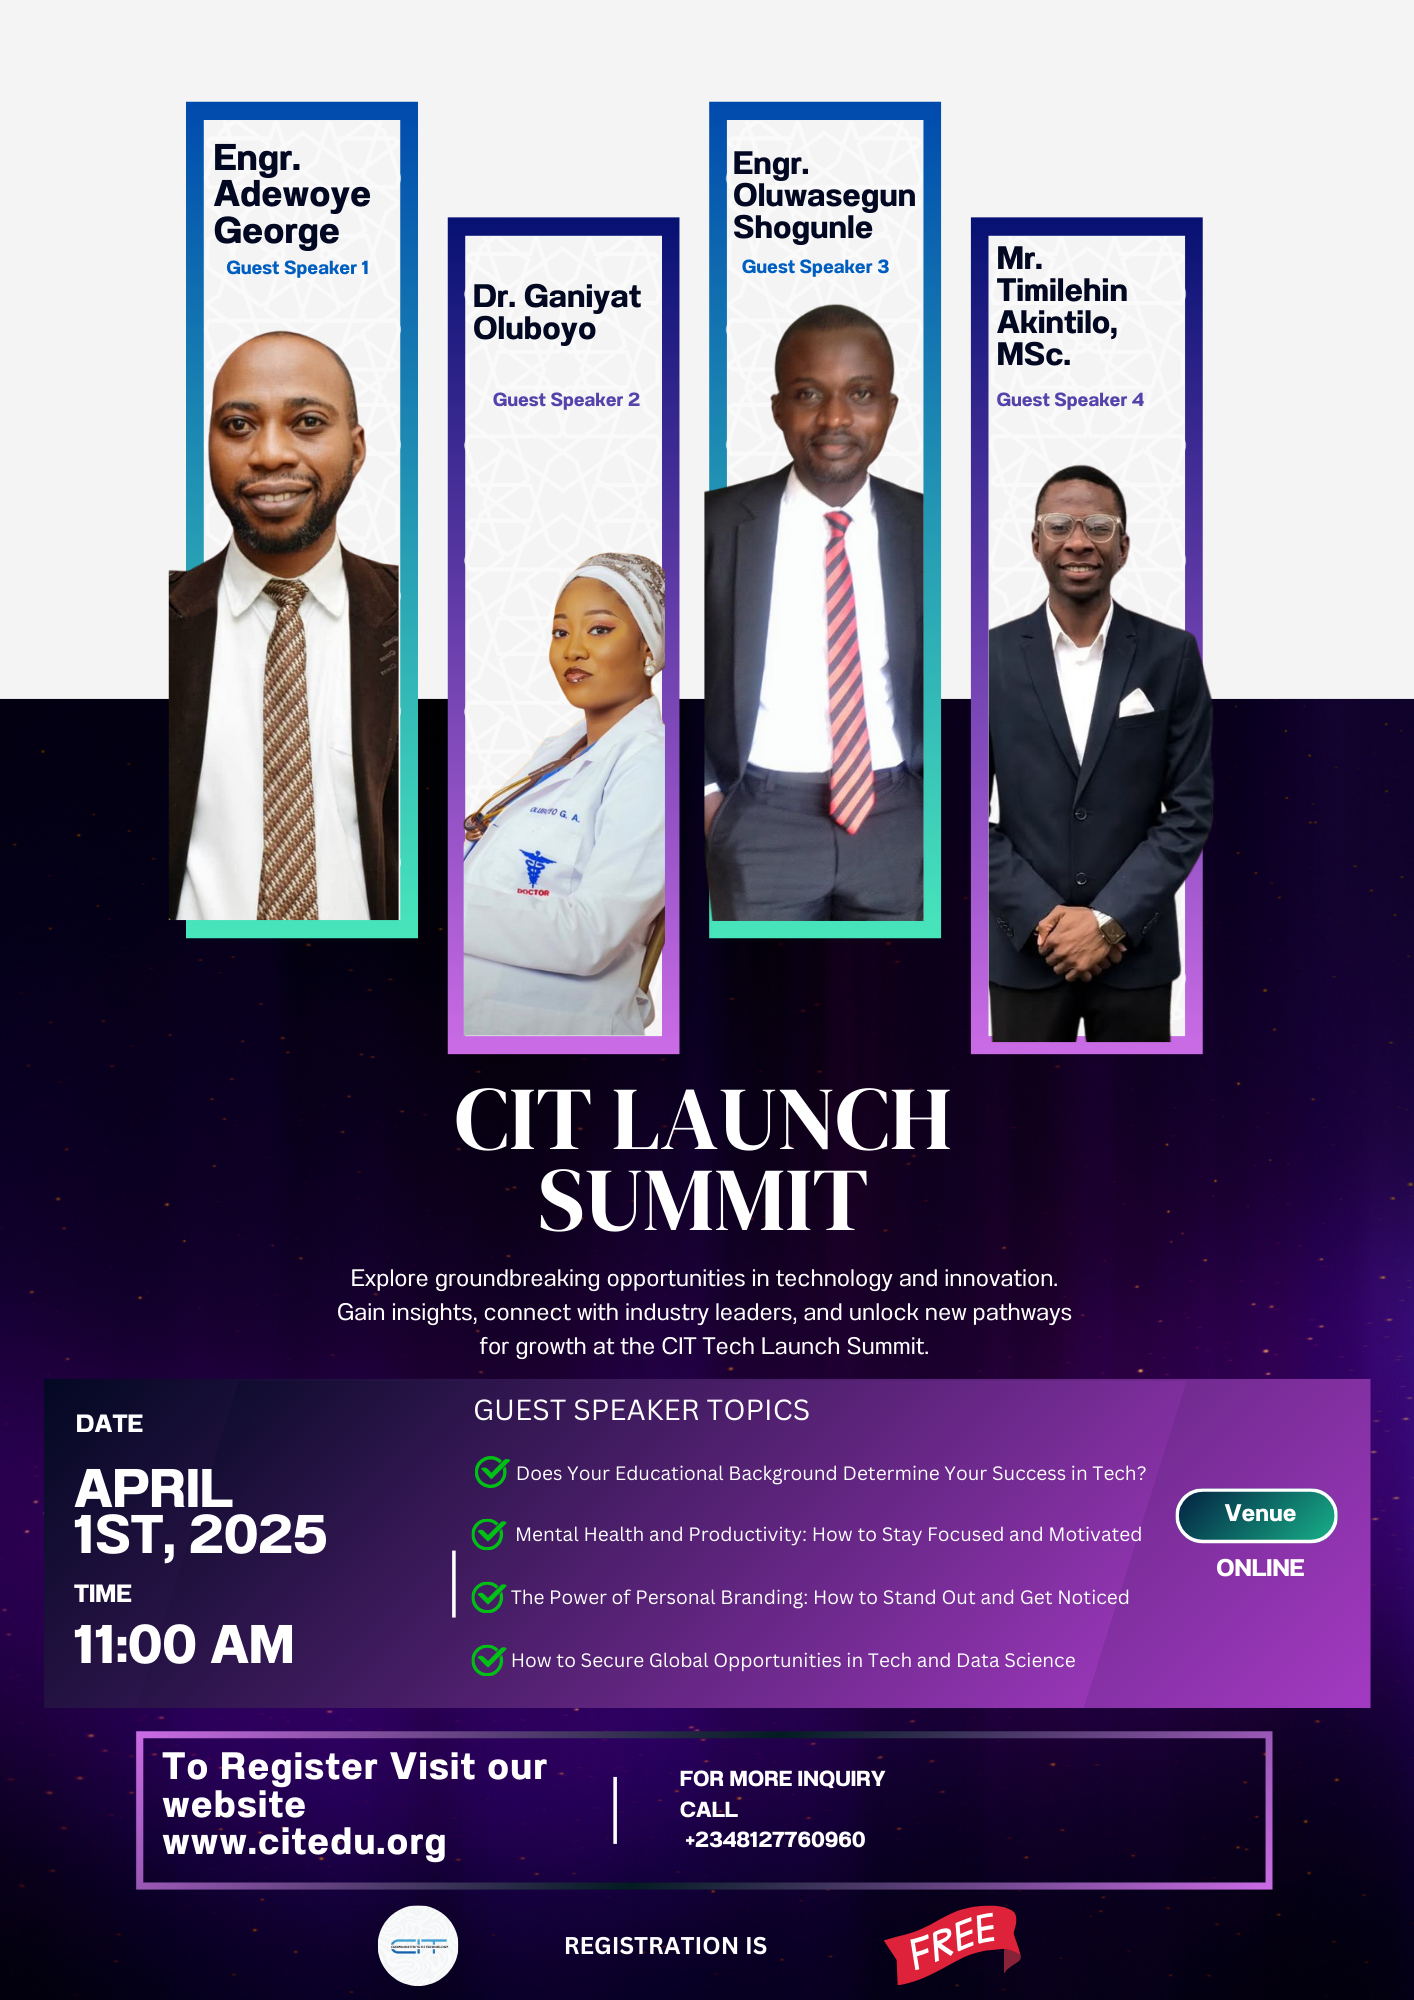 Engr.
Adewoye
George
Guest Speaker 1
Dr. Ganiyat
Oluboyo
Guest Speaker 2
Engr.
Oluwasegun
Shogunle
Guest Speaker 3
Mr.
Timilehin
Akintilo,
MSc.
Guest Speaker 4
G. A.
DOCTOR
CIT LAUNCH
SUMMIT
Explore groundbreaking opportunities in technology and innovation.
Gain insights, connect with industry leaders, and unlock new pathways
for growth at the CIT Tech Launch Summit.
DATE
APRIL
1ST, 2025
TIME
11:00 AM
GUEST SPEAKER TOPICS
Does Your Educational Background Determine Your Success in Tech?
Mental Health and Productivity: How to Stay Focused and Motivated
The Power of Personal Branding: How to Stand Out and Get Noticed
How to Secure Global Opportunities in Tech and Data Science
Venue
ONLINE
To Register Visit our
website
www.citedu.org
FOR MORE INQUIRY
CALL
+2348127760960
CIT
REGISTRATION IS
FREE